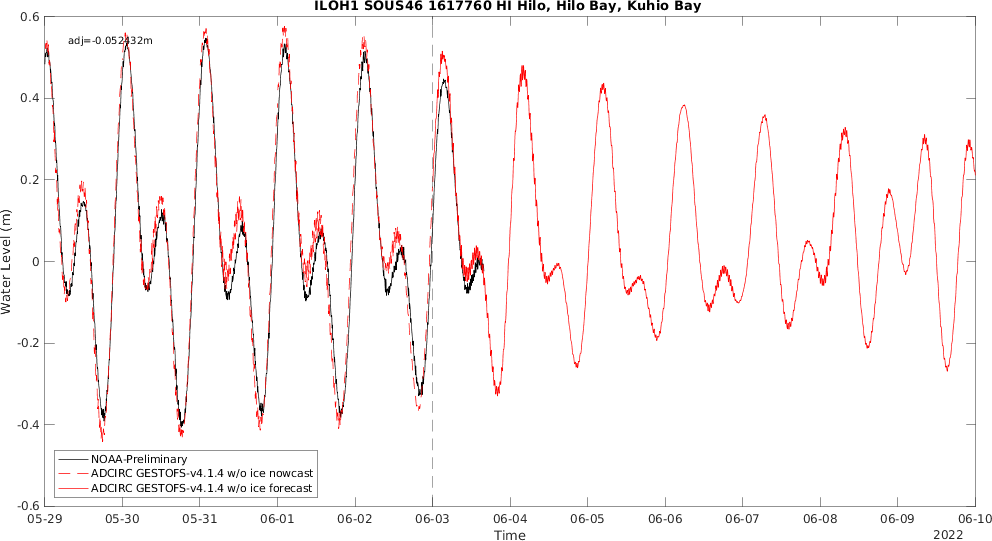 ILOH1 SOUS46 1617760 HI Hilo, Hilo Bay, Kuhio Bay
adj=-0.052432m
0.6
0.4
0.2
0
-0.2
-0.4
-0.6
Water Level (m)
NOAA-Preliminary
ADCIRC GESTOFS-v4.1.4 w/o ice nowcast
ADCIRC GESTOFS-v4.1.4 w/o ice forecast
05-29 05-30 05-31 06-01 06-02 06-03 06-04 06-05 06-06 06-07 06-08 06-09 06-10
Time
2022